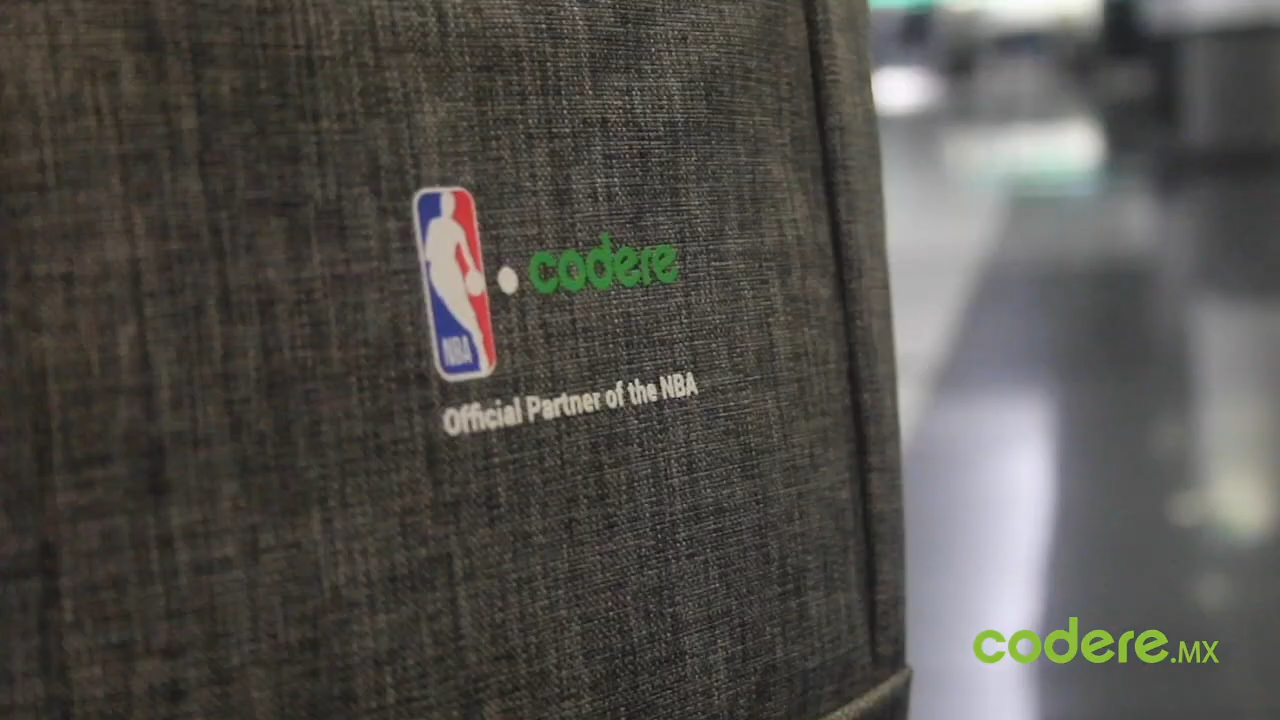 NBA
codere
Official Partner of the NBA
codere.MX